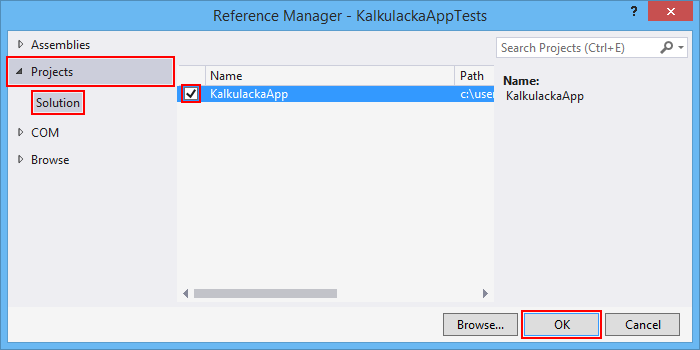 Reference Manager - KalkulackaAppTests
?
Assemblies
Projects
Solution
COM
Browse
Name Path
KalkulackaApp c:\user
Search Projects (Ctrl+E)
Name:
KalkulackaApp
Browse...
OK
Cancel